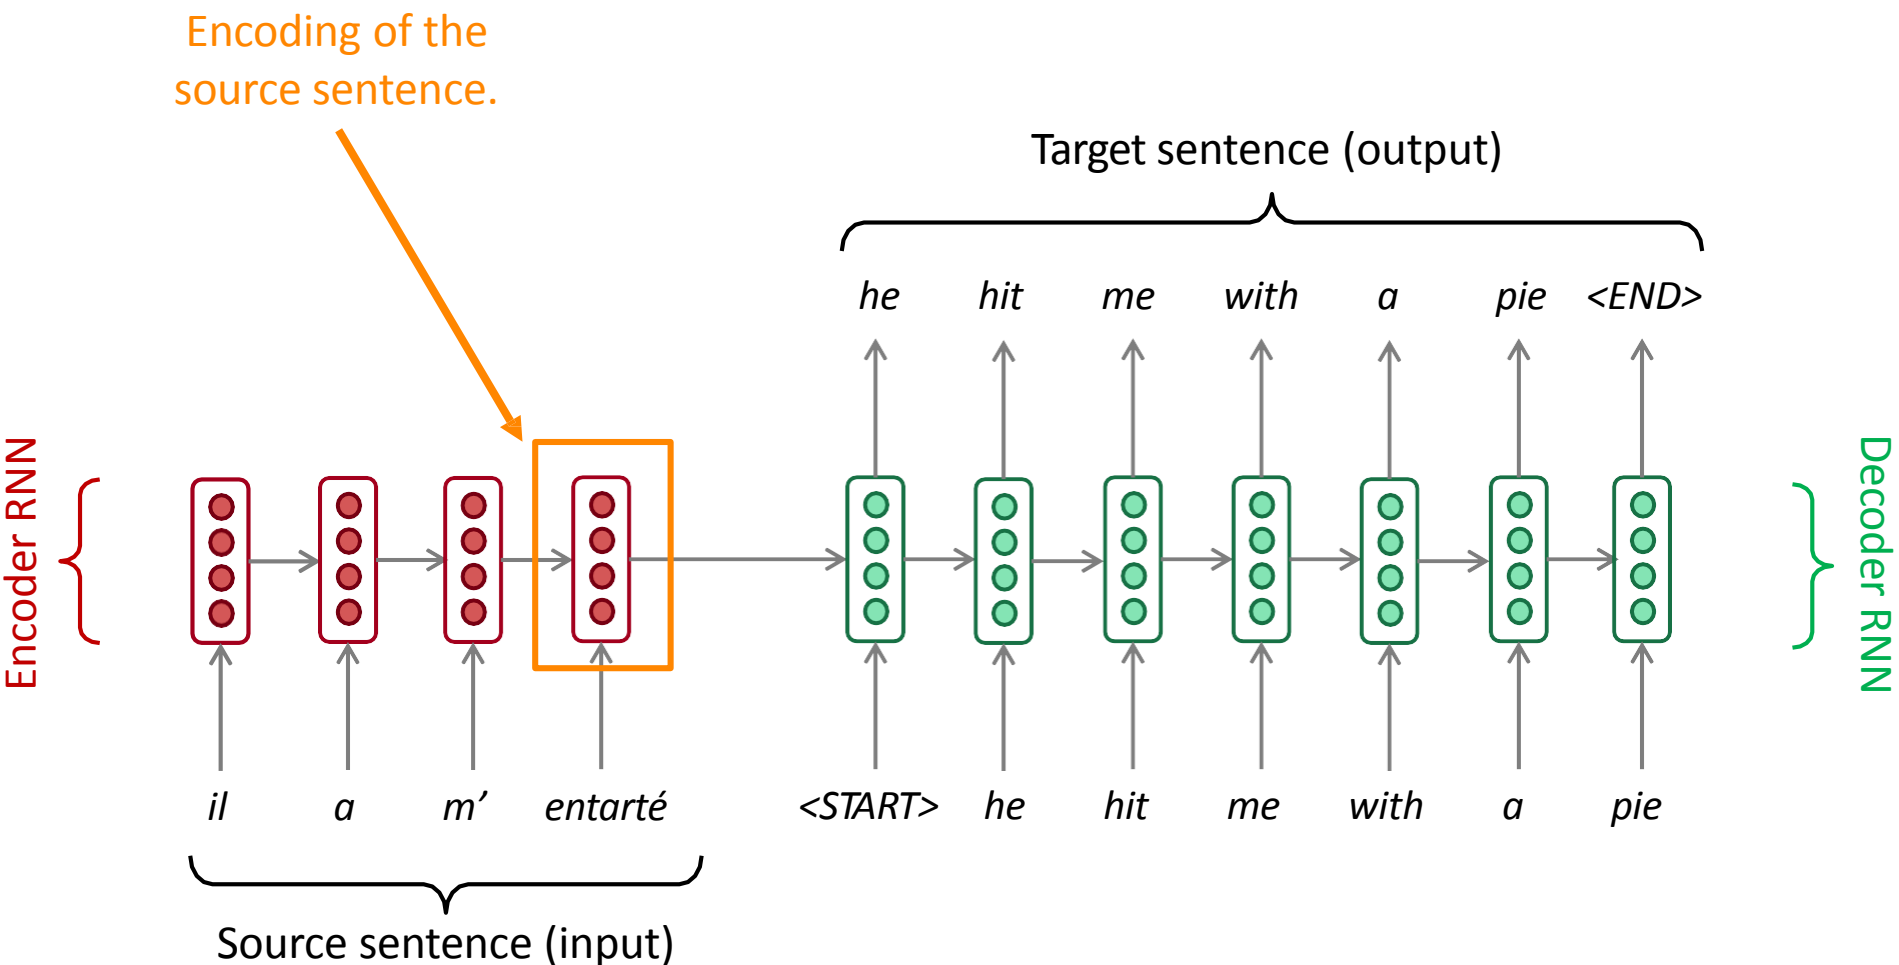 Encoding of the
source sentence.
Target sentence (output)
he hit me with a pie <END>
Encoder RNN
Decoder RNN
il a m’ entarté <START> he hit me with a pie
Source sentence (input)